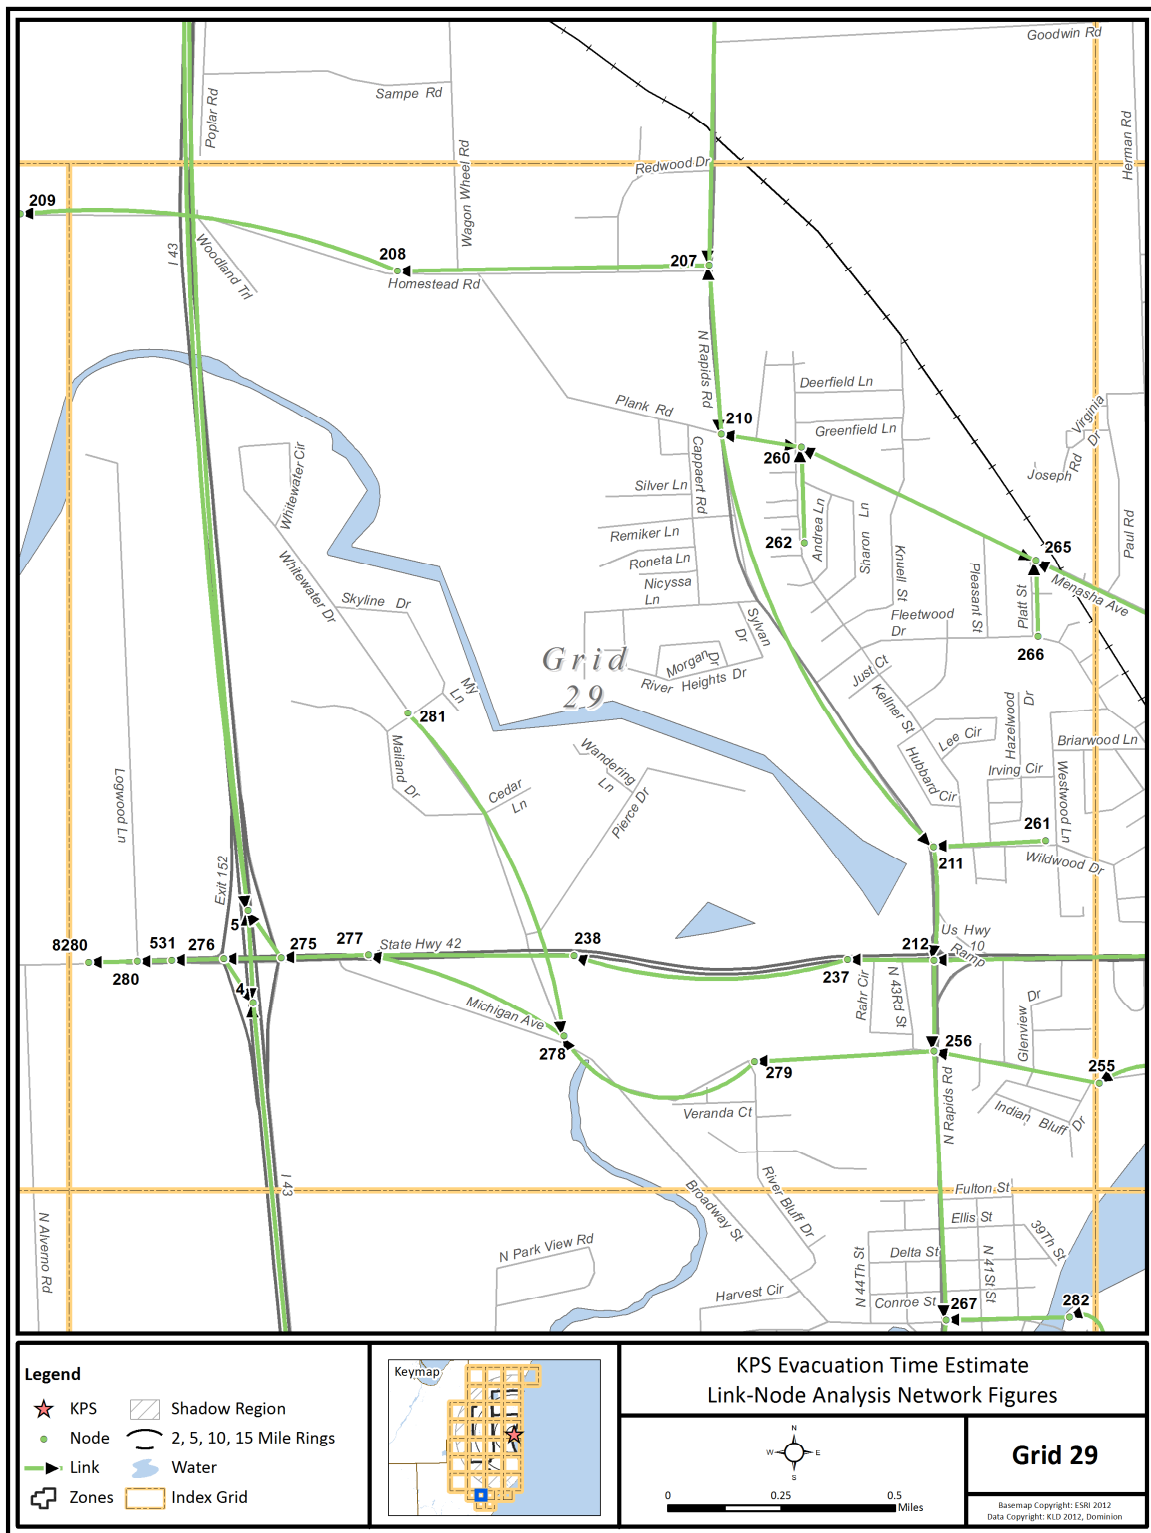 Goodwin Rd
Sampe Rd
Poplar Rd
Herman Rd
Wagon Wheel Rd
Redwood Dr
209
I 43
Woodland Trl
208
207
Homestead Rd
N Rapids Rd
Deerfield Ln
Plank Rd
210
Greenfield Ln
Virginia
Dr
260
Cappaert Rd
Joseph
Rd
Whitewater Cir
Silver Ln
Andrea Ln
Sharon Ln
Paul Rd
Remiker Ln
262
265
Roneta Ln
Knuell St
Pleasant St
Menasha Ave
Nicyssa
Ln
Whitewater Dr
Skyline Dr
Platt St
Fleetwood
Dr
Sylvan
Dr
266
Grid
29
Morgan
Dr
River Heights Dr
Just Ct
Kellner St
My
Ln
Hazelwood
Dr
281
Lee Cir
Briarwood Ln
Wandering
Ln
Mailand Dr
Hubbard Cir
Irving Cir
Westwood Ln
Logwood Ln
Cedar
Ln
Pierce Dr
261
211
Wildwood Dr
Exit 152
5
Us Hwy
10
Ramp
8280
531
276
275
277
State Hwy 42
238
212
280
237
4
Rahr Cir
N 43Rd St
Michigan Ave
Glenview Dr
278
256
279
255
N Rapids Rd
Veranda Ct
Indian Bluff
Dr
I 43
Broadway St
River Bluff Dr
Fulton St
N Alverno Rd
Ellis St
39Th St
N Park View Rd
Delta St
N 44Th St
N 41St St
Harvest Cir
Conroe St
267
282
Legend
KPS
Shadow Region
Node
2, 5, 10, 15 Mile Rings
Link
Water
Zones
Index Grid
Keymap
KPS Evacuation Time Estimate
Link-Node Analysis Network Figures
N
W
E
S
0
0.25
0.5
Miles
Grid 29
Basemap Copyright: ESRI 2012
Data Copyright: KLD 2012, Dominion